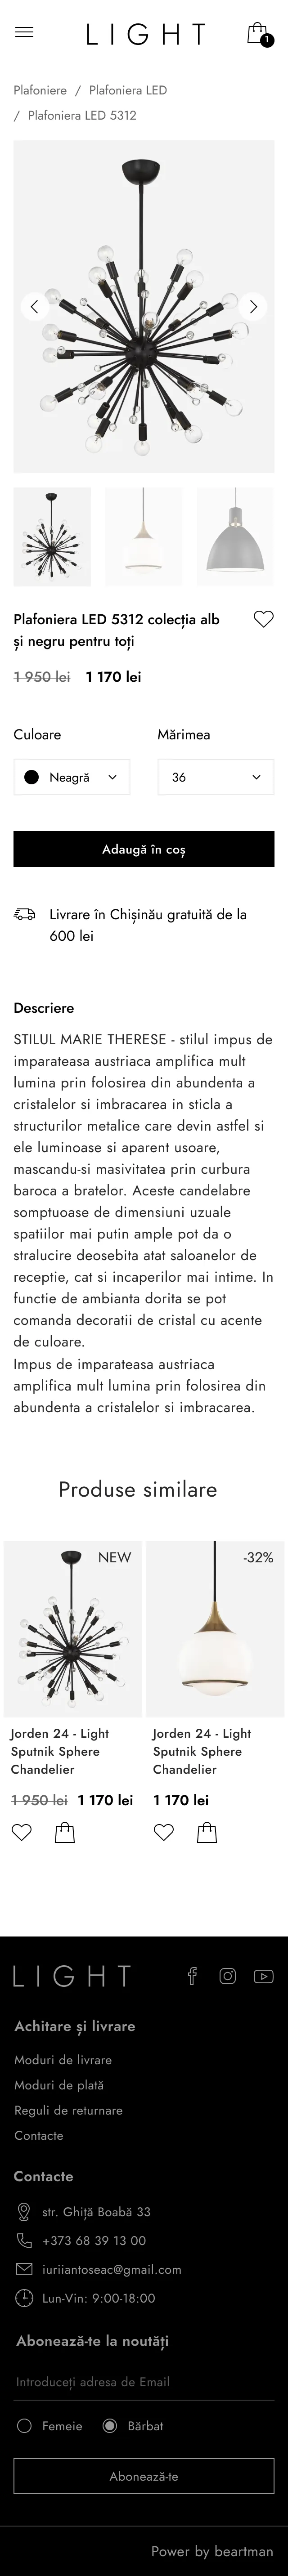 LIGHT
1
Plafoniere / Plafoniera LED
/ Plafoniera LED 5312
Plafoniera LED 5312 colecția alb
și negru pentru toți
1 950 lei 1 170 lei
Culoare Mărimea
Neagră 36
Adaugă în coș
Livrare în Chișinău gratuită de la
600 lei
Descriere
STILUL MARIE THERESE - stilul impus de
imparateasa austriaca amplifica mult
lumina prin folosirea din abundenta a
cristalelor si imbracarea in sticla a
structurilor metalice care devin astfel si
ele luminoase si aparent usoare,
mascandu-si masivitatea prin curbura
baroca a bratelor. Aceste candelabre
somptuoase de dimensiuni uzuale
spatiilor mai putin ample pot da o
stralucire deosebita atat saloanelor de
receptie, cat si incaperilor mai intime. In
functie de ambianta dorita se pot
comanda decoratii de cristal cu acente
de culoare.
Impus de imparateasa austriaca
amplifica mult lumina prin folosirea din
abundenta a cristalelor si imbracarea.
Produse similare
NEW
-32%
Jorden 24 - Light
Sputnik Sphere
Chandelier
1 950 lei 1 170 lei
Jorden 24 - Light
Sputnik Sphere
Chandelier
1 170 lei
LIGHT
Achitare și livrare
Moduri de livrare
Moduri de plată
Reguli de returnare
Contacte
Contacte
str. Ghiță Boabă 33
+373 68 39 13 00
iuriiantoseac@gmail.com
Lun-Vin: 9:00-18:00
Abonează-te la noutăți
Introduceți adresa de Email
Femeie Bărbat
Abonează-te
Power by beartman